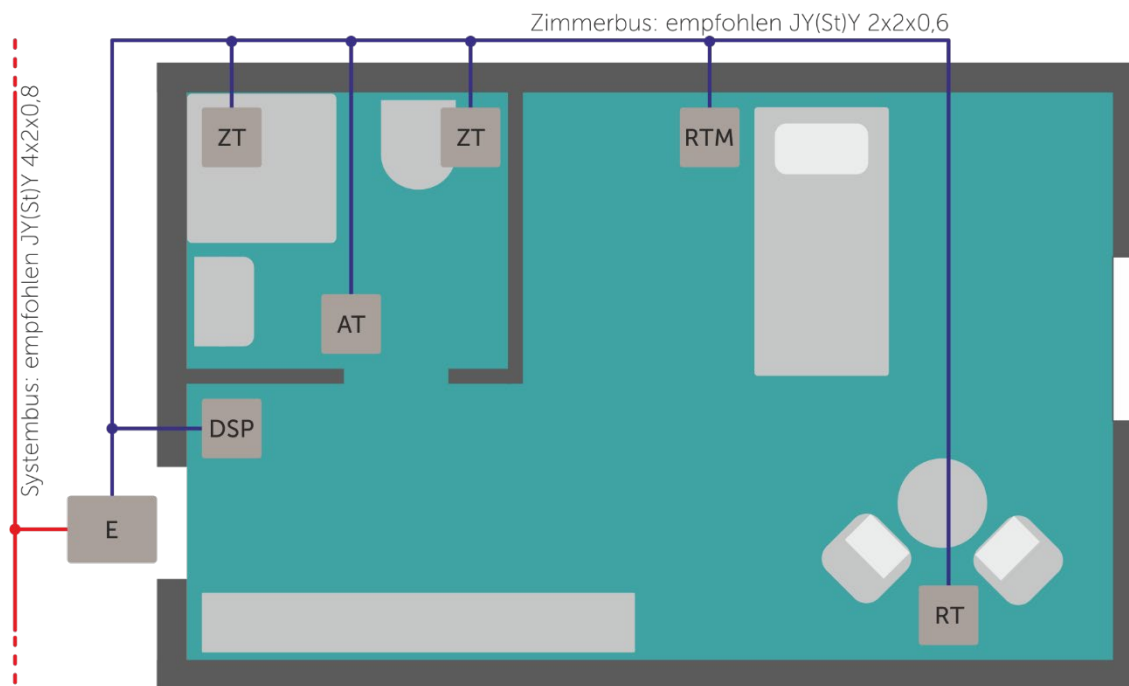 Zimmerbus: empfohlen JY(St)Y 2x2x0,6
Systembus: empfohlen JY(St)Y 4x2x0,8
ZT
ZT
RTM
AT
DSP
E
RT